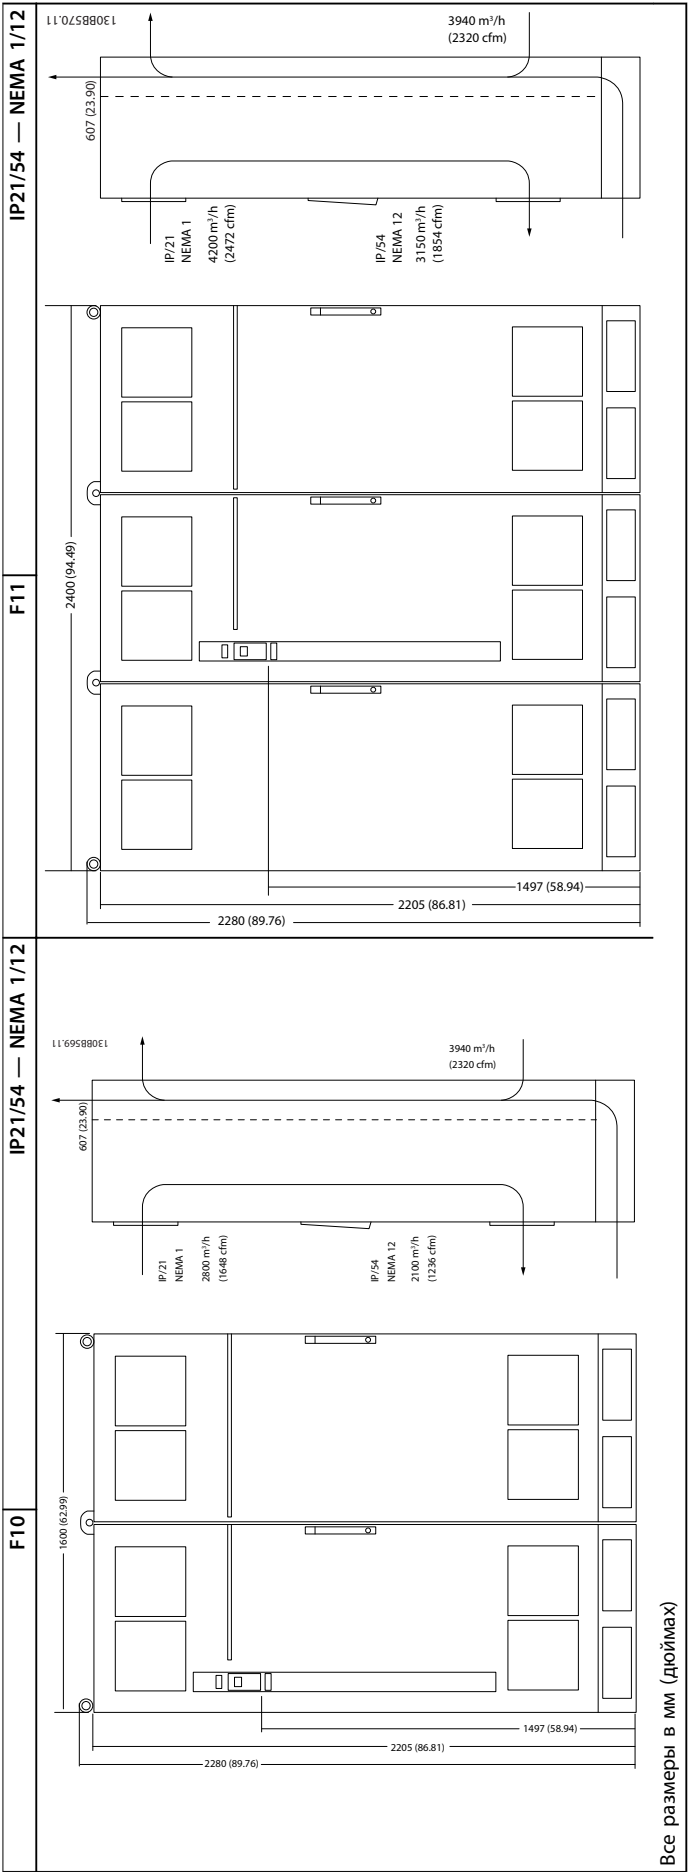 F10
IP21/54 — NEMA 1/12
F11
IP21/54 — NEMA 1/12
130BB569.11
3940 m³/h
(2320 cfm)
607 (23.90)
IP/21
NEMA 1
2800 m³/h
(1648 cfm)
IP/54
NEMA 12
2100 m³/h
(1236 cfm)
1600 (62.99)
1497 (58.94)
2205 (86.81)
2280 (89.76)
130BB570.11
3940 m³/h
(2320 cfm)
607 (23.90)
IP/21
NEMA 1
4200 m³/h
(2472 cfm)
IP/54
NEMA 12
3150 m³/h
(1854 cfm)
2400 (94.49)
1497 (58.94)
2205 (86.81)
2280 (89.76)
Все размеры в мм (дюймах)